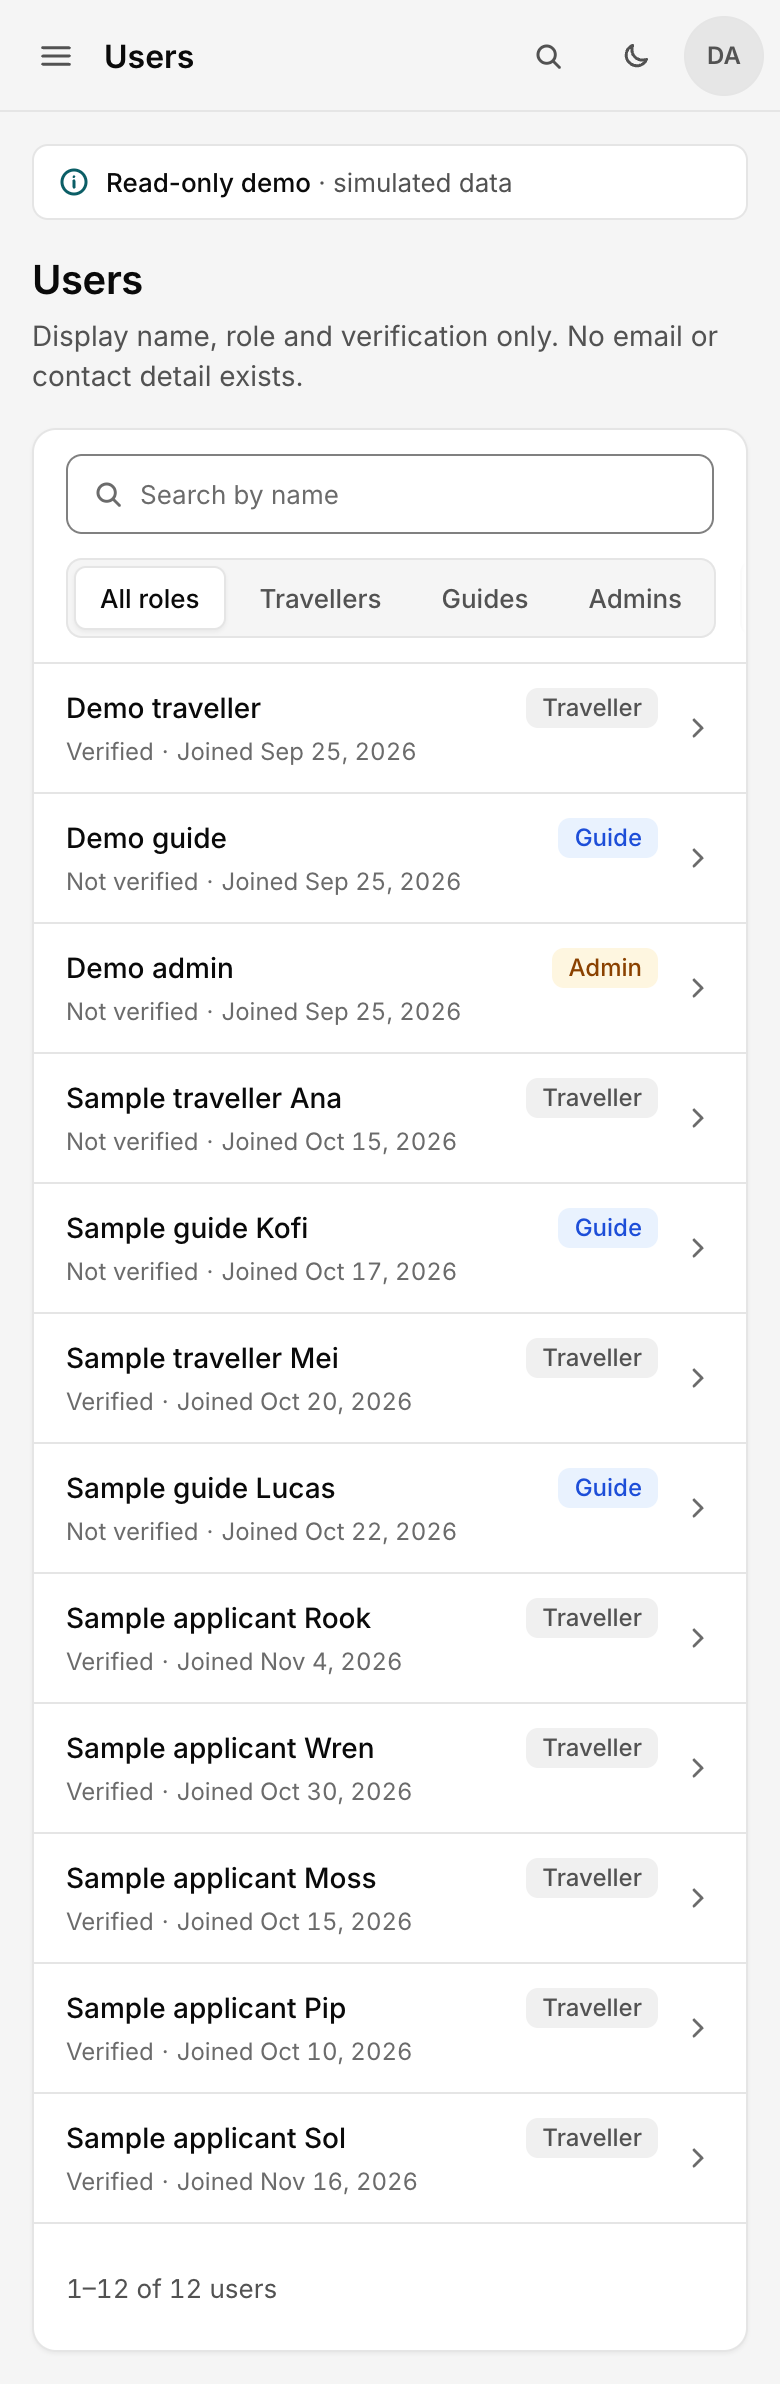 Users
DA
Read-only demo · simulated data
Users
Display name, role and verification only. No email or
contact detail exists.
Search by name
All roles Travellers Guides Admins
Demo traveller Traveller
Verified · Joined Sep 25, 2026
Demo guide Guide
Not verified · Joined Sep 25, 2026
Demo admin Admin
Not verified · Joined Sep 25, 2026
Sample traveller Ana Traveller
Not verified · Joined Oct 15, 2026
Sample guide Kofi Guide
Not verified · Joined Oct 17, 2026
Sample traveller Mei Traveller
Verified · Joined Oct 20, 2026
Sample guide Lucas Guide
Not verified · Joined Oct 22, 2026
Sample applicant Rook Traveller
Verified · Joined Nov 4, 2026
Sample applicant Wren Traveller
Verified · Joined Oct 30, 2026
Sample applicant Moss Traveller
Verified · Joined Oct 15, 2026
Sample applicant Pip Traveller
Verified · Joined Oct 10, 2026
Sample applicant Sol Traveller
Verified · Joined Nov 16, 2026
1–12 of 12 users